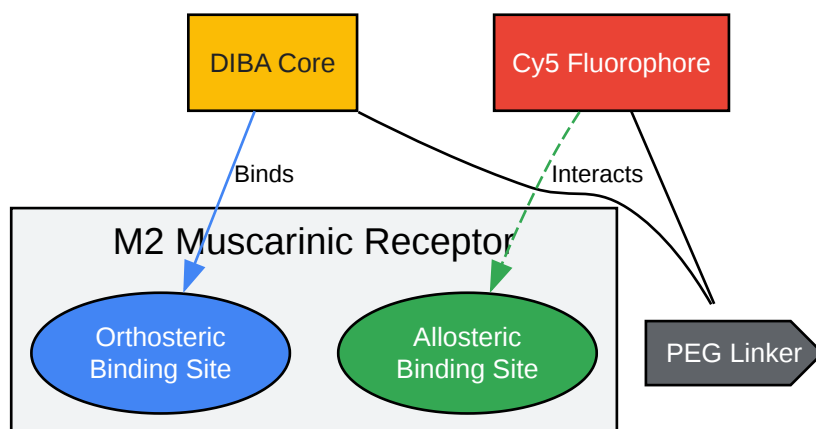 DIBA Core
Cy5 Fluorophore
Binds
Interacts
M2 Muscarinic Receptor
Orthosteric
Binding Site
Allosteric
Binding Site
PEG Linker